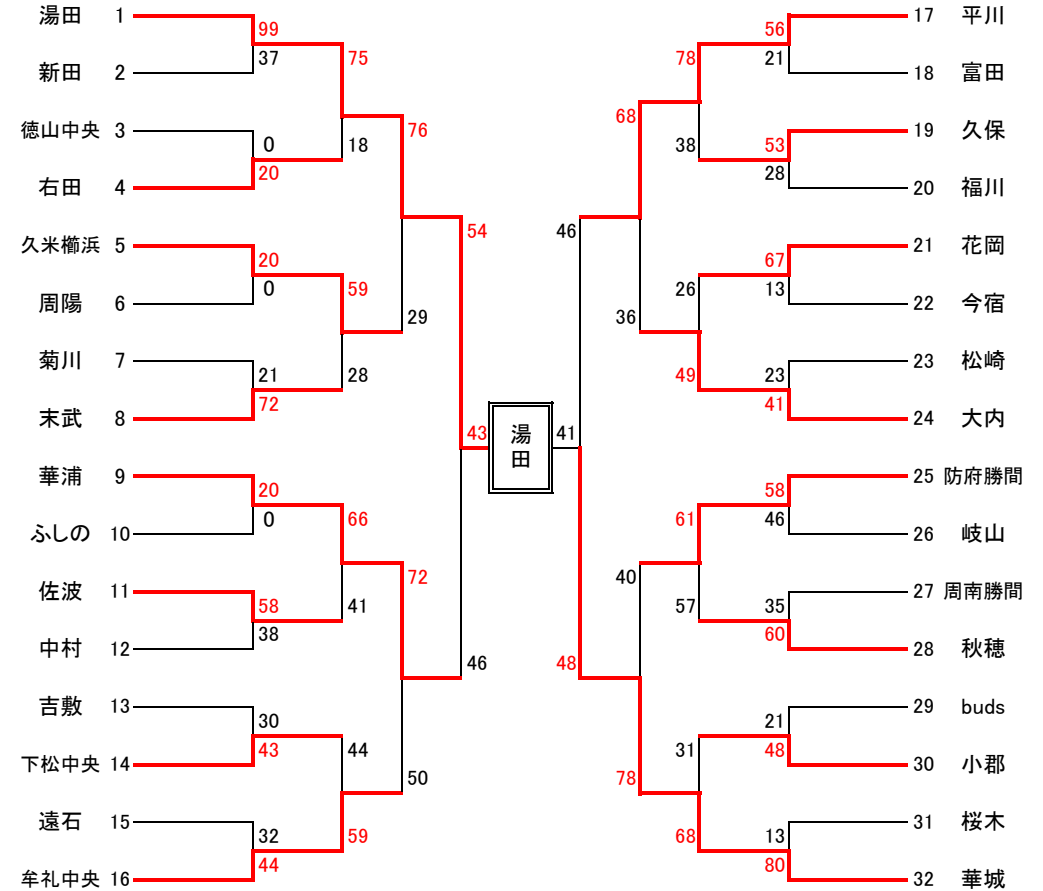 湯田 1
99
37
新田 2
75
徳山中央 3
0
20
右田 4
18
76
久米櫛浜 5
20
0
周陽 6
59
菊川 7
21
72
末武 8
28
29
54
華浦 9
20
0
ふしの 10
66
佐波 11
58
38
中村 12
41
72
吉敷 13
30
43
下松中央 14
44
遠石 15
32
44
牟礼中央 16
59
50
46
43
湯田
41
17 平川
56
21
18 富田
78
19 久保
53
28
20 福川
38
68
21 花岡
67
13
22 今宿
26
23 松崎
23
41
24 大内
49
36
46
25 防府勝間
58
46
26 岐山
61
27 周南勝間
35
60
28 秋穂
57
40
29 buds
21
48
30 小郡
31
31 桜木
13
80
32 華城
68
78
48